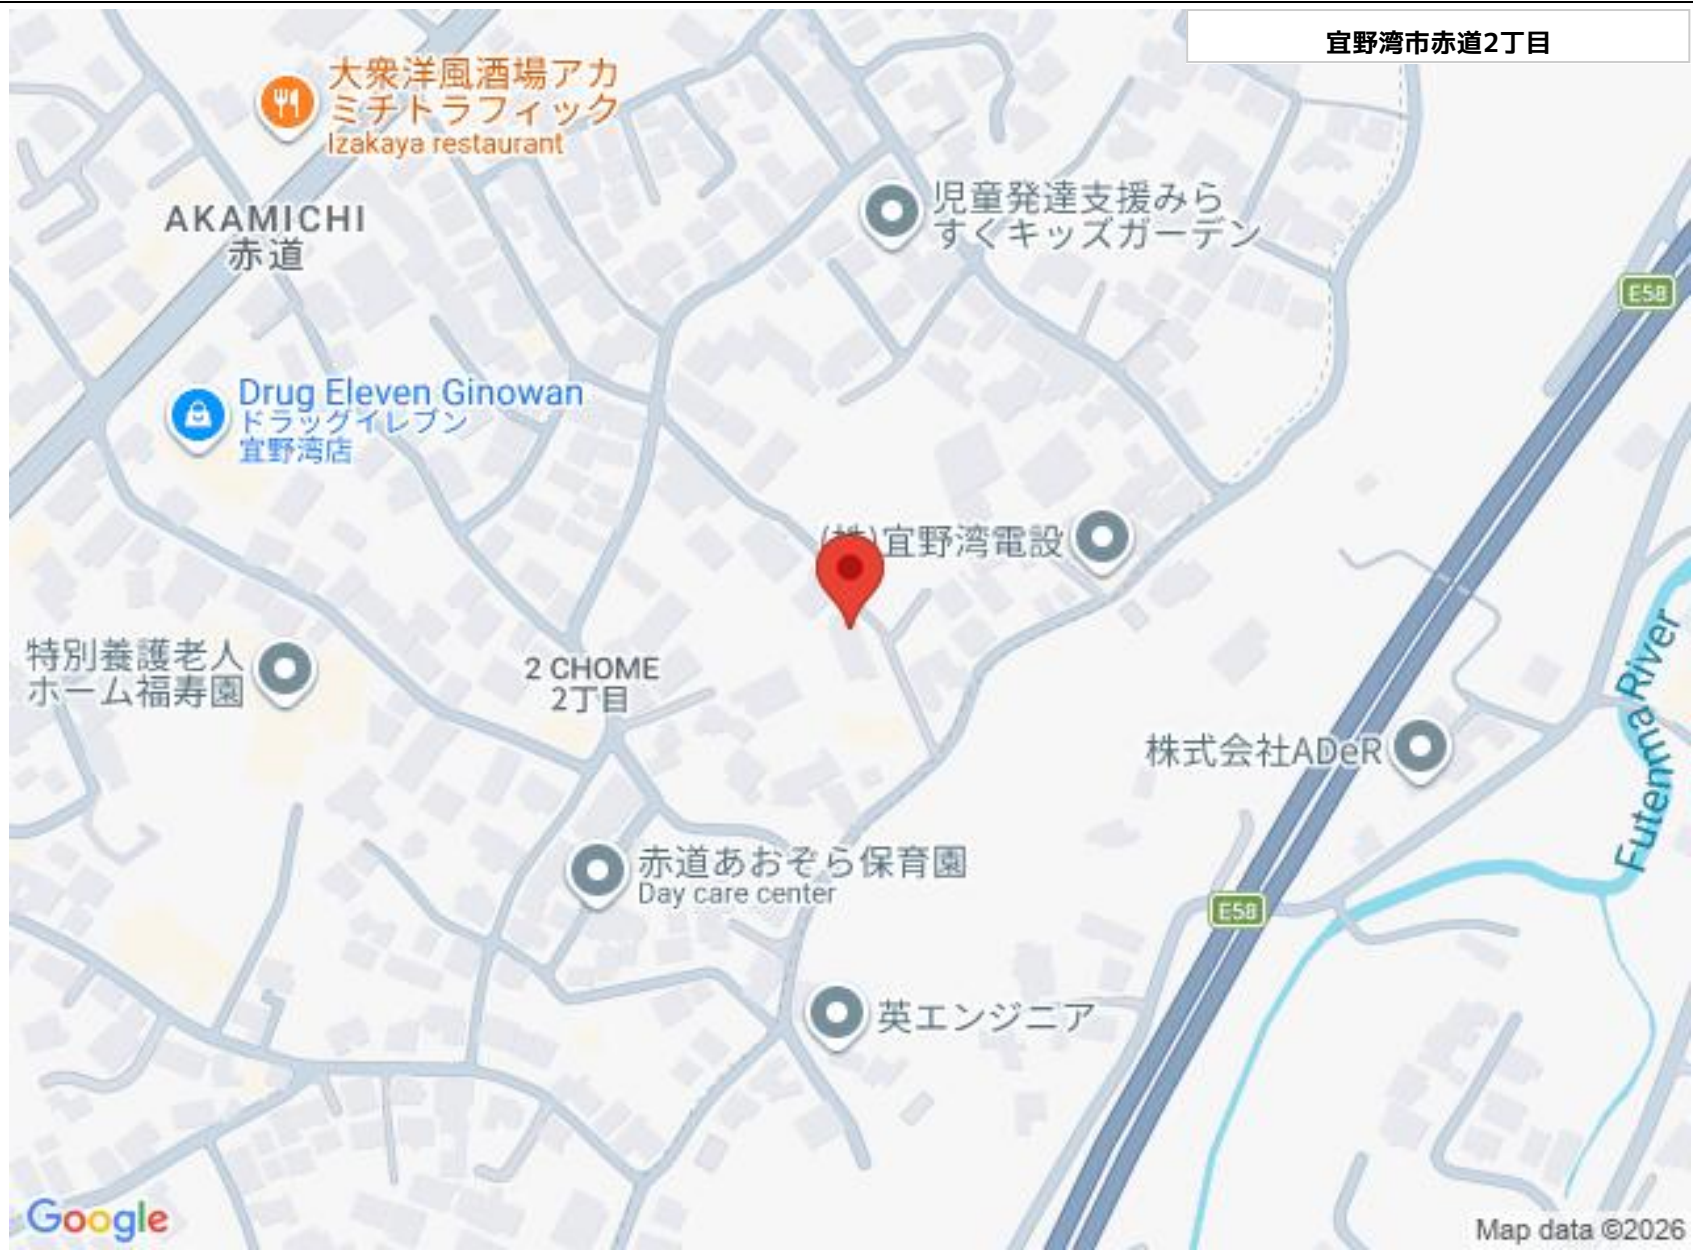 宜野湾市赤道2丁目
大衆洋風酒場アカ
ミチトラフィック
Izakaya restaurant
児童発達支援みら
すくキッズガーデン
AKAMICHI
赤道
E58
Drug Eleven Ginowan
ドラッグイレブン
宜野湾店
(株)宜野湾電設
特別養護老人
ホーム福寿園
2 CHOME
2丁目
Futenma River
株式会社ADeR
赤道あおぞら保育園
Day care center
E58
英エンジニア
Google
Map data ©2026